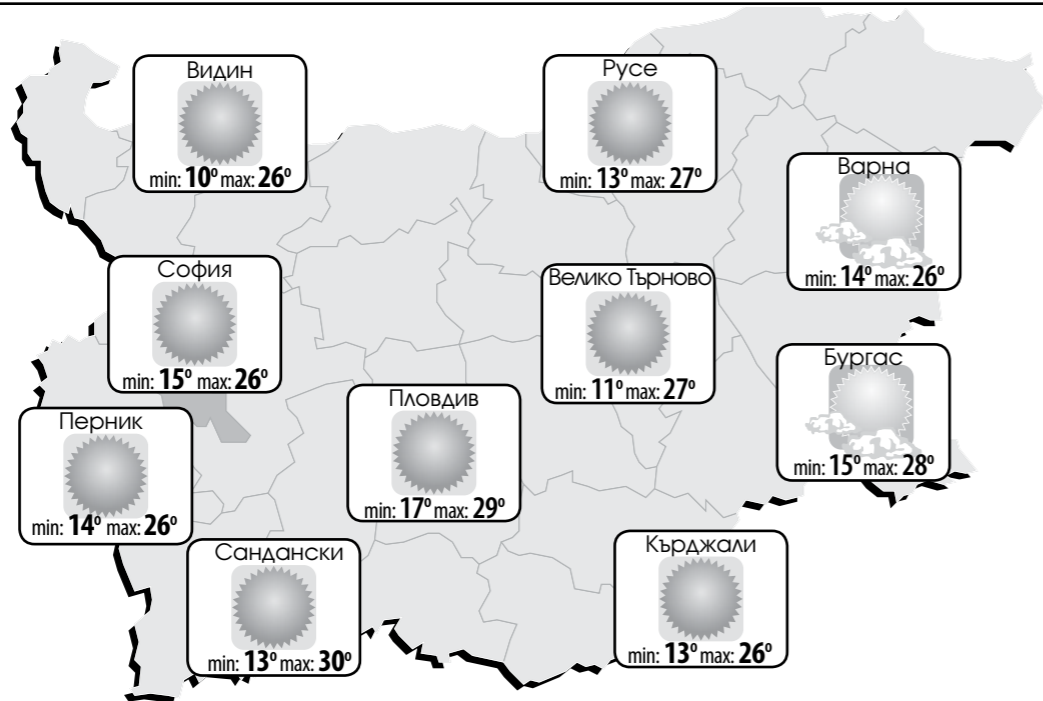 Видин
min: 10° max: 26°
Русе
min: 13° max: 27°
Варна
min: 14° max: 26°
София
min: 15° max: 26°
Велико Търново
min: 11° max: 27°
Бургас
min: 15° max: 28°
Пловдив
min: 17° max: 29°
Перник
min: 14° max: 26°
Сандански
min: 13° max: 30°
Кърджали
min: 13° max: 26°